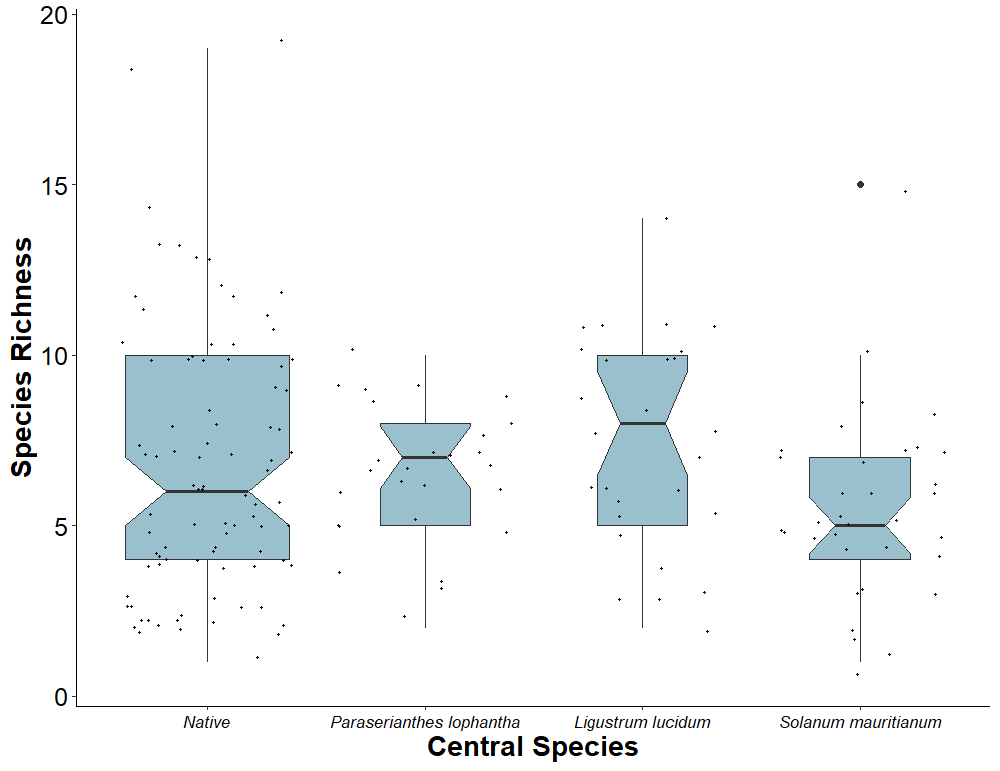 20
15
10
5
0
Species Richness
Native
Paraserianthes lophantha
Ligustrum lucidum
Solanum mauritianum
Central Species